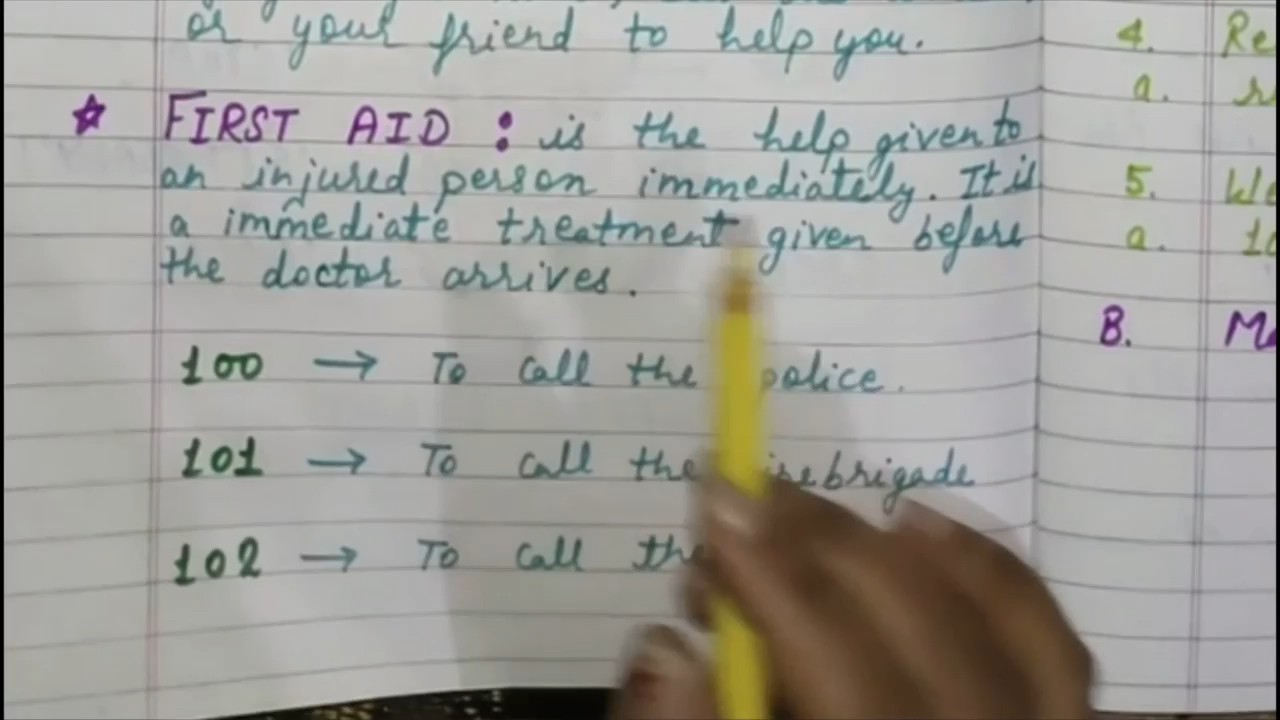 or your friend to help you.
☆ FIRST AID : is the help given to
an injured person immediately. It is
a immediate treatment given before
the doctor arrives.
100 → To call the police.
101 → To call the firebrigade
102 → To call the
4.
a.
5.
a.
B.